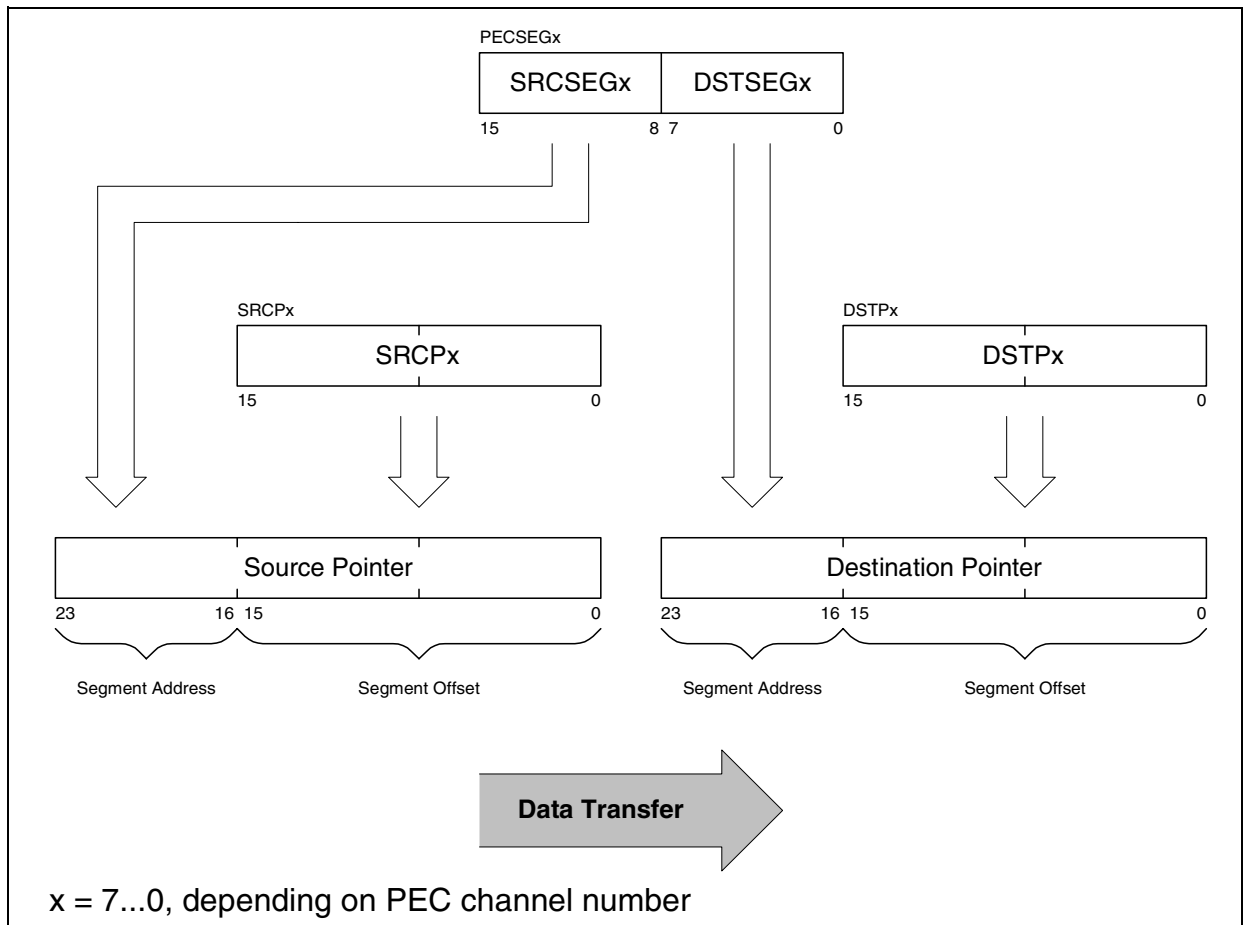 PECSEGx
SRCSEGx DSTSEGx
15 8 7 0
SRCPx DSTPx
SRCPx DSTPx
15 0 15 0
Source Pointer Destination Pointer
23 16 15 0 23 16 15 0
Segment Address Segment Offset Segment Address Segment Offset
Data Transfer
x = 7...0, depending on PEC channel number